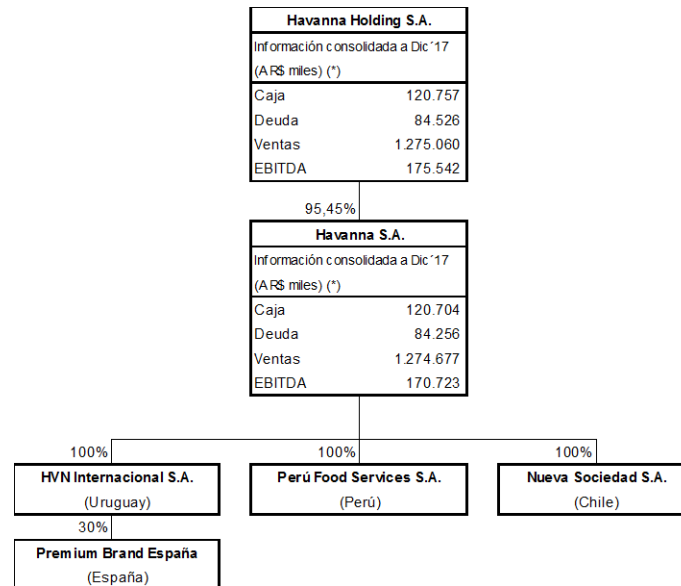 Havanna Holding S.A.
Información consolidada a Dic´17
(AR$ miles) (*)
Caja 120.757
Deuda 84.526
Ventas 1.275.060
EBITDA 175.542
95,45%
Havanna S.A.
Información consolidada a Dic´17
(AR$ miles) (*)
Caja 120.704
Deuda 84.256
Ventas 1.274.677
EBITDA 170.723
100% 100% 100%
HVN Internacional S.A. Perú Food Services S.A. Nueva Sociedad S.A.
(Uruguay) (Perú) (Chile)
30%
Premium Brand España
(España)